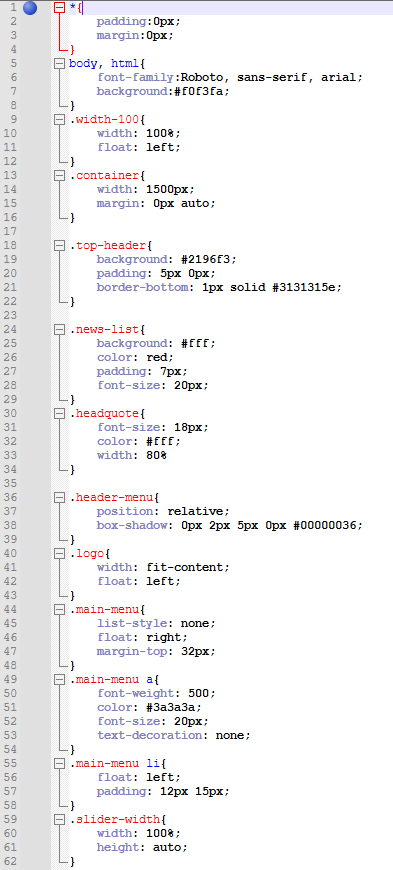 1 *{
2 padding:0px;
3 margin:0px;
4 }
5 body, html{
6 font-family:Roboto, sans-serif, arial;
7 background:#f0f3fa;
8 }
9 .width-100{
10 width: 100%;
11 float: left;
12 }
13 .container{
14 width: 1500px;
15 margin: 0px auto;
16 }
17
18 .top-header{
19 background: #2196f3;
20 padding: 5px 0px;
21 border-bottom: 1px solid #3131315e;
22 }
23
24 .news-list{
25 background: #fff;
26 color: red;
27 padding: 7px;
28 font-size: 20px;
29 }
30 .headquote{
31 font-size: 18px;
32 color: #fff;
33 width: 80%
34 }
35
36 .header-menu{
37 position: relative;
38 box-shadow: 0px 2px 5px 0px #00000036;
39 }
40 .logo{
41 width: fit-content;
42 float: left;
43 }
44 .main-menu{
45 list-style: none;
46 float: right;
47 margin-top: 32px;
48 }
49 .main-menu a{
50 font-weight: 500;
51 color: #3a3a3a;
52 font-size: 20px;
53 text-decoration: none;
54 }
55 .main-menu li{
56 float: left;
57 padding: 12px 15px;
58 }
59 .slider-width{
60 width: 100%;
61 height: auto;
62 }